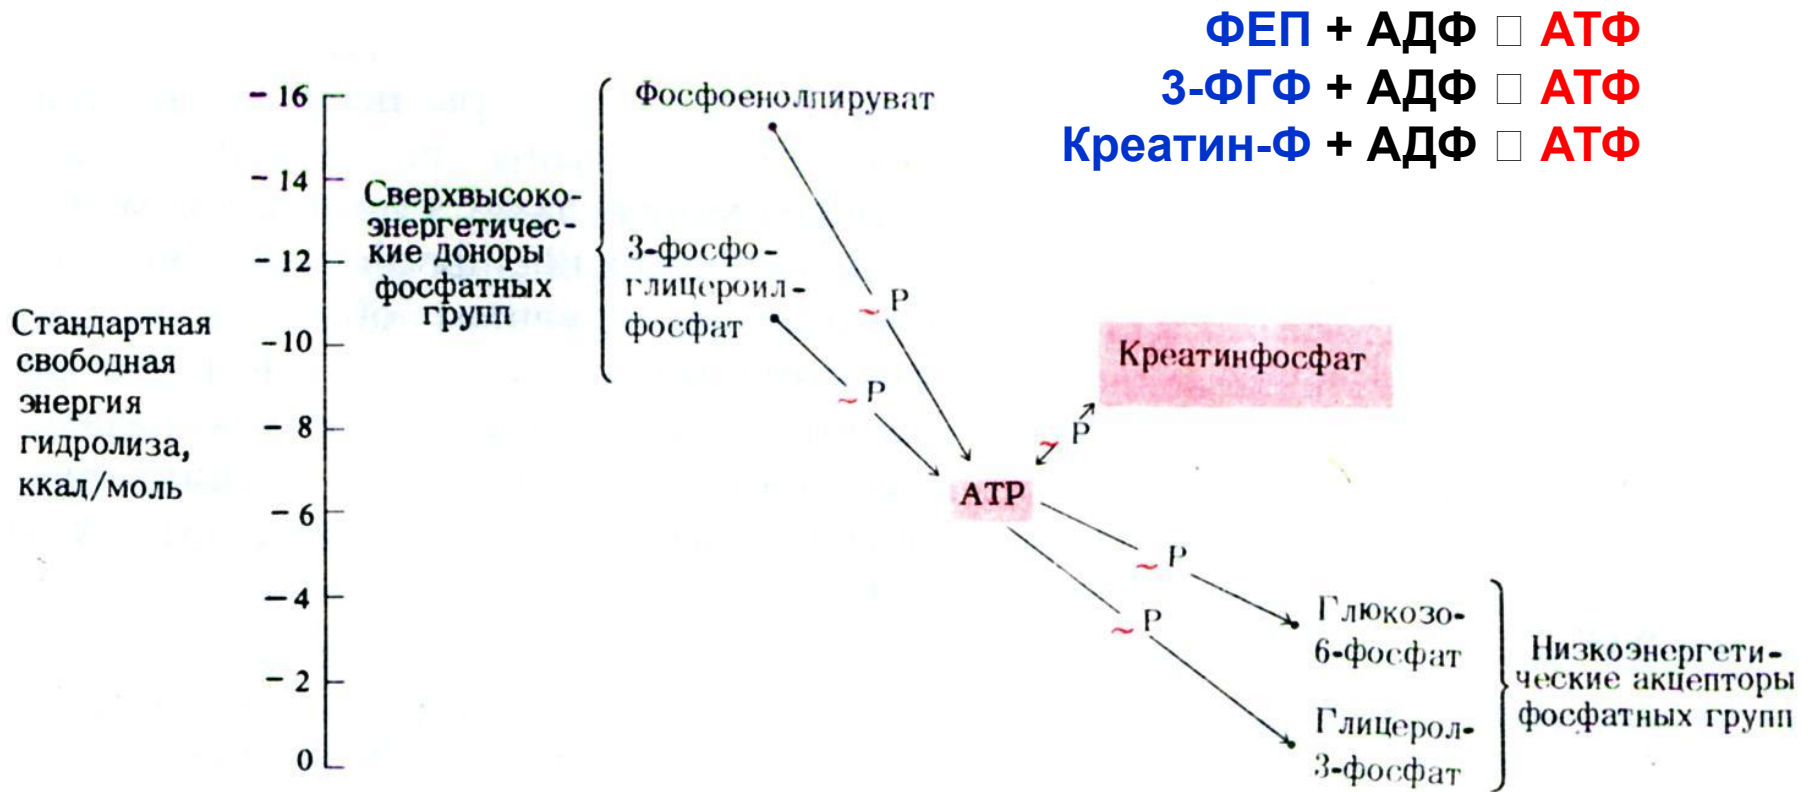 ФЕП + АДФ □ АТФ
3-ФГФ + АДФ □ АТФ
Креатин-Ф + АДФ □ АТФ
Стандартная
свободная
энергия
гидролиза,
ккал/моль
- 16
- 14
- 12
-10
- 8
- 6
- 4
- 2
0
Сверхвысоко-
энергетичес-
кие доноры
фосфатных
групп
Фосфоенолпируват
3-фосфо-
глицероил-
фосфат
~ P
~ P
Креатинфосфат
~ P
ATP
~ P
~ P
Глюкозо-
6-фосфат
Глицерол-
3-фосфат
Низкоэнергети-
ческие акцепторы
фосфатных групп